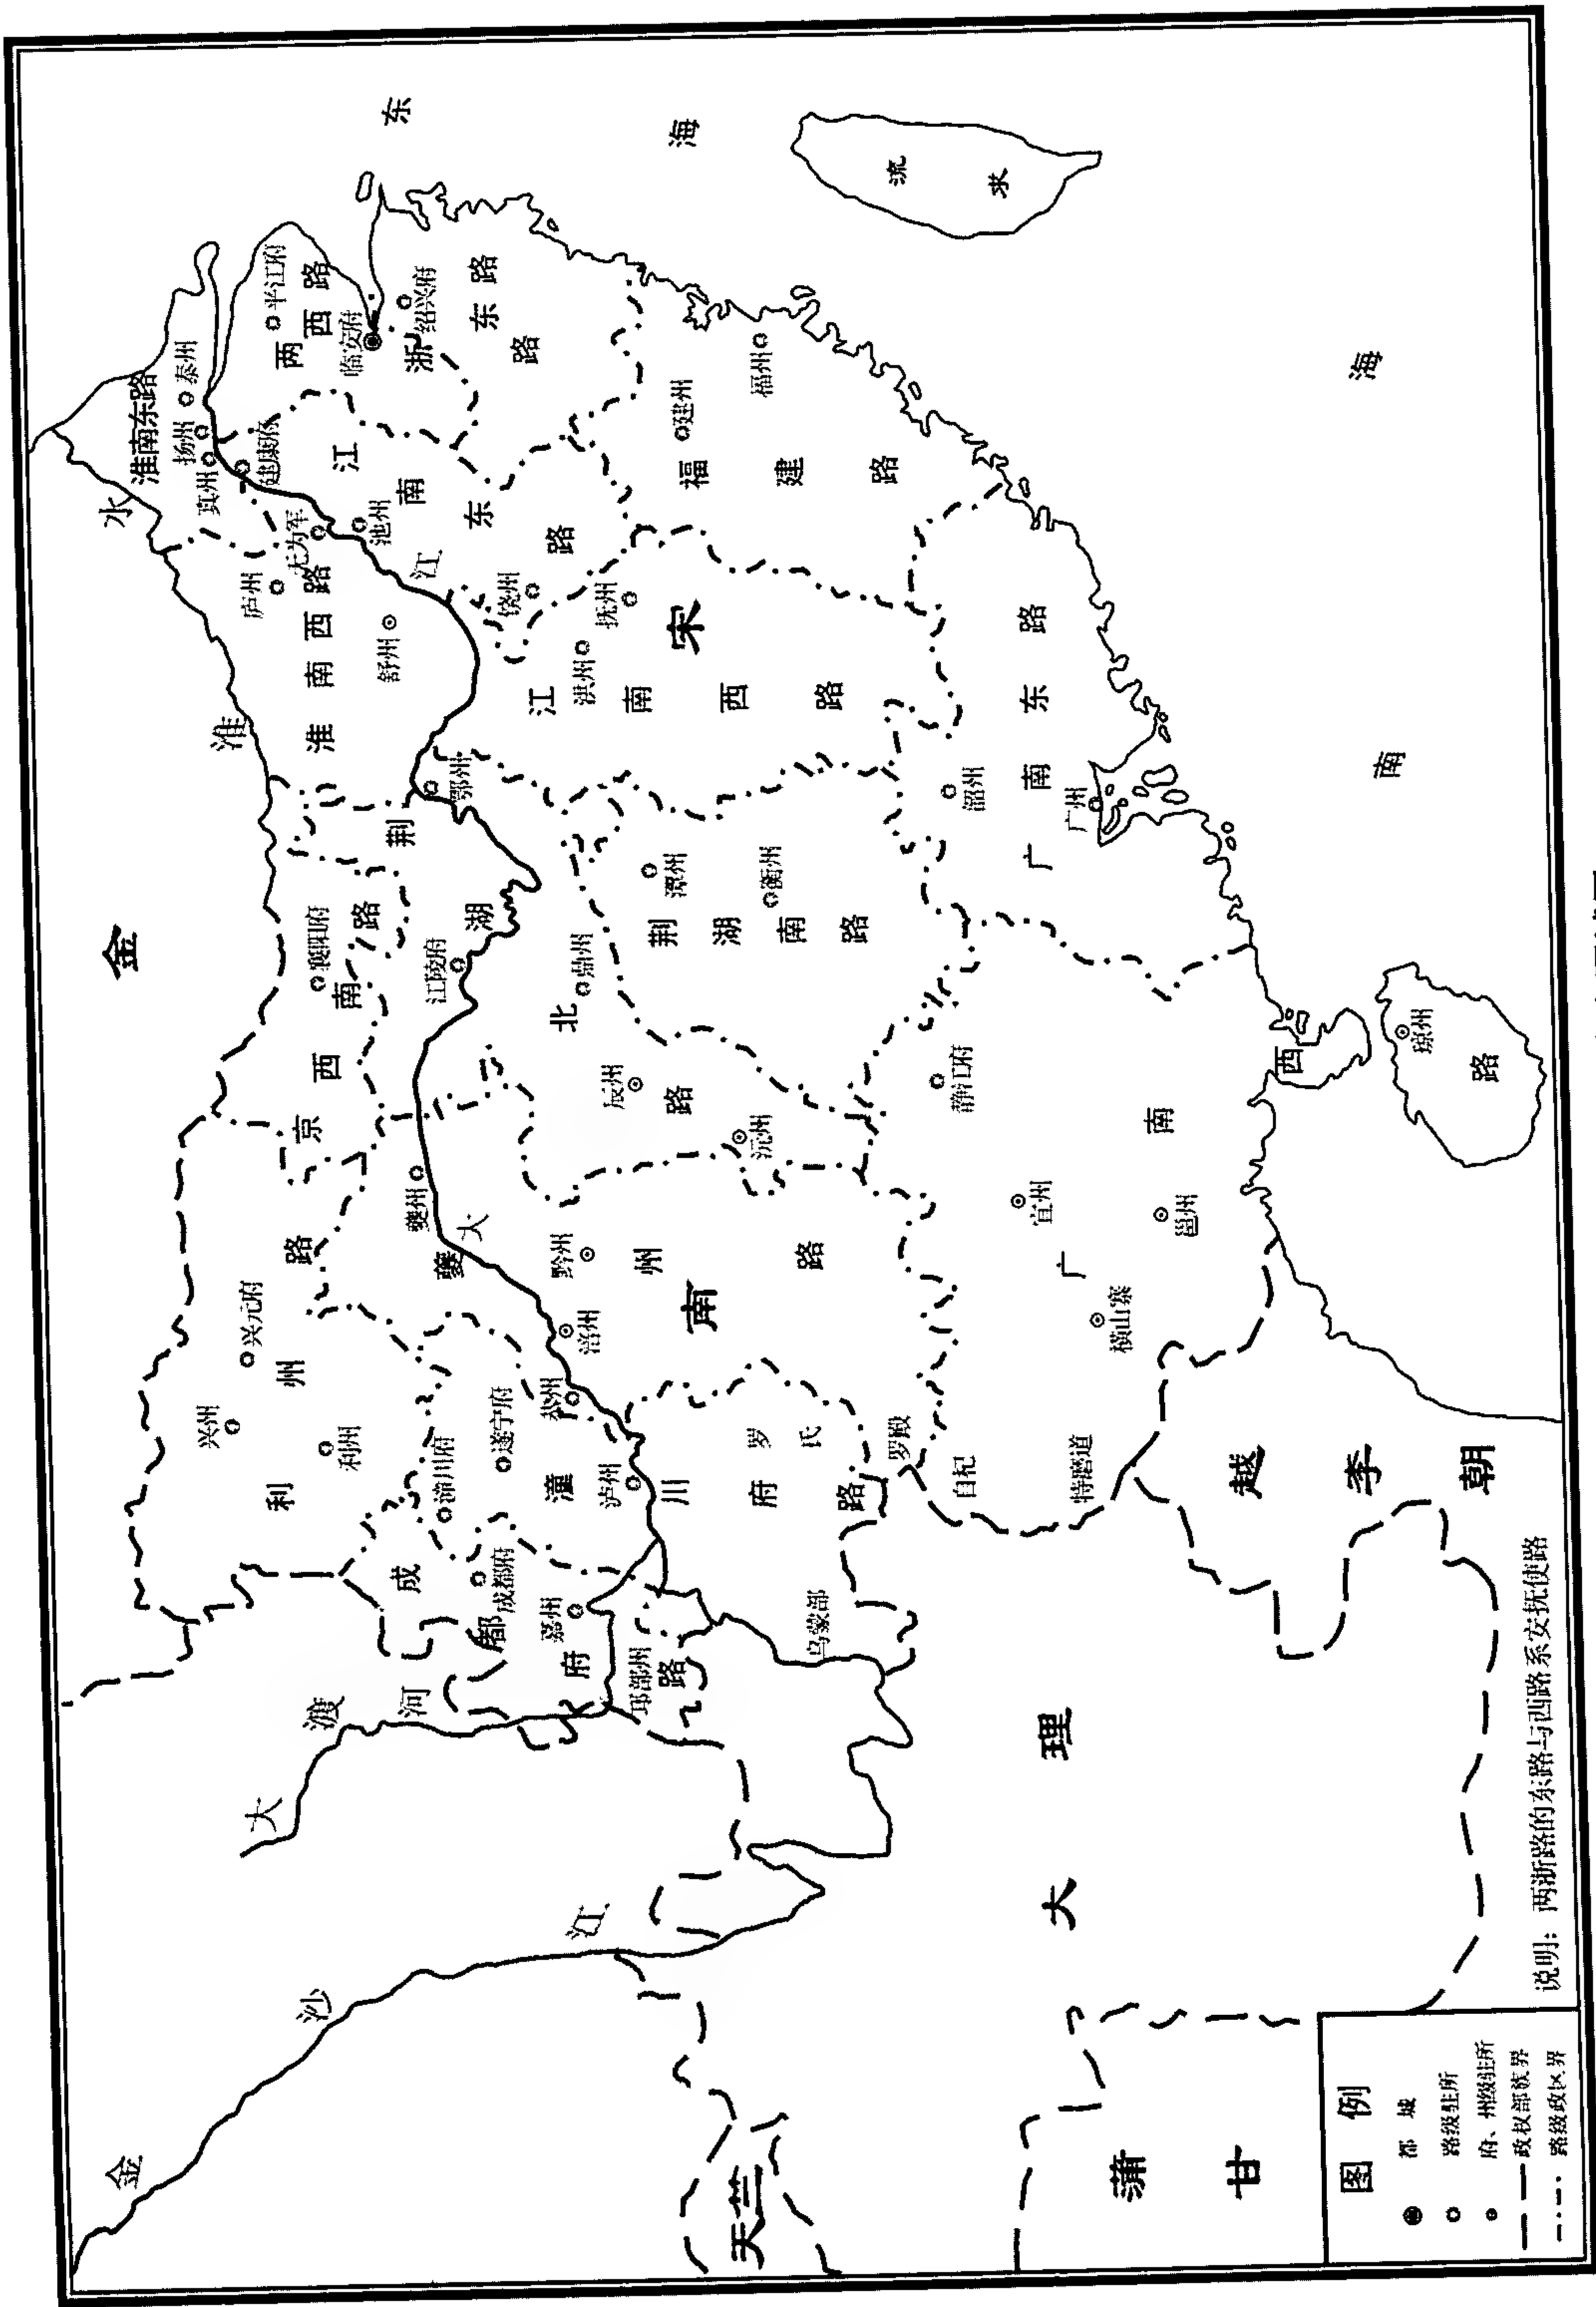 金
南宋
大理
越李朝
蒲甘
天竺
流求
东海
南海
淮水
大江
大渡河
金沙江
淮南东路
扬州
泰州
真州
淮南西路
庐州
无为军
舒州
两浙西路
平江府
临安府
东路
绍兴府
江南东路
建康府
池州
饶州
江南西路
洪州
抚州
福建路
建州
福州
荆湖北路
鄂州
江陵府
鼎州
辰州
沅州
荆湖南路
潭州
衡州
京西南路
襄阳府
广南东路
韶州
广州
广南西路
静江府
宜州
邕州
横山寨
琼州
夔州路
夔州
黔州
涪州
恭州
利州路
兴元府
兴州
利州
潼川府路
潼川府
遂宁府
泸州
成都府路
成都府
嘉州
邛部州
乌蒙部
罗氏
罗殿
自杞
特磨道
图例
都城
路级驻所
府、州级驻所
政权部族界
路级政区界
说明：两浙路的东路与西路系安抚使路